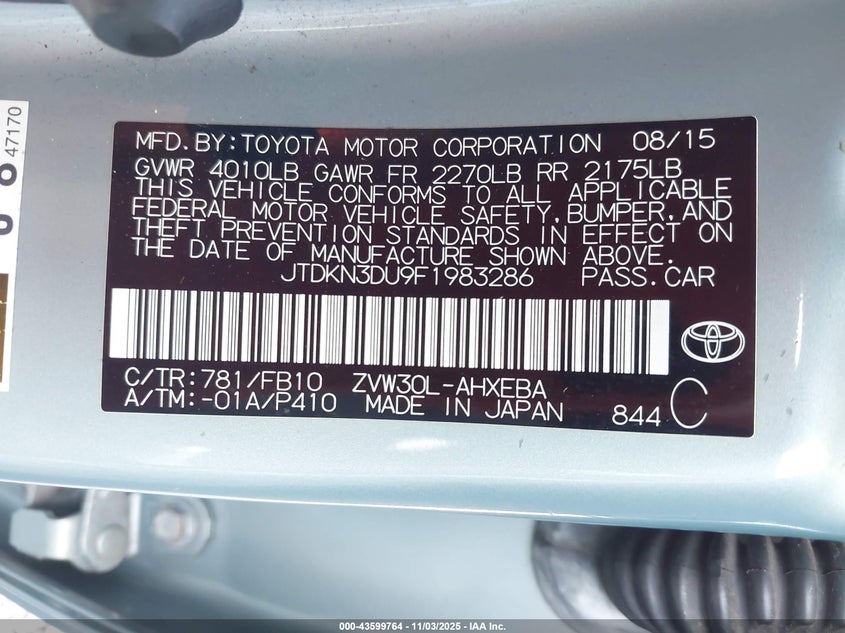 47170
MFD.BY:TOYOTA MOTOR CORPORATION 08/15
GVWR 4010LB GAWR FR 2270LB RR 2175LB
THIS VEHICLE CONFORMS TO ALL APPLICABLE
FEDERAL MOTOR VEHICLE SAFETY,BUMPER,AND
THEFT PREVENTION STANDARDS IN EFFECT ON
THE DATE OF MANUFACTURE SHOWN ABOVE.
JTDKN3DU9F1983286 PASS.CAR
C/TR:781/FB10 ZVW30L-AHXEBA
A/TM:-01A/P410 MADE IN JAPAN 844 C
000-43599764 - 11/03/2025 - IAA Inc.